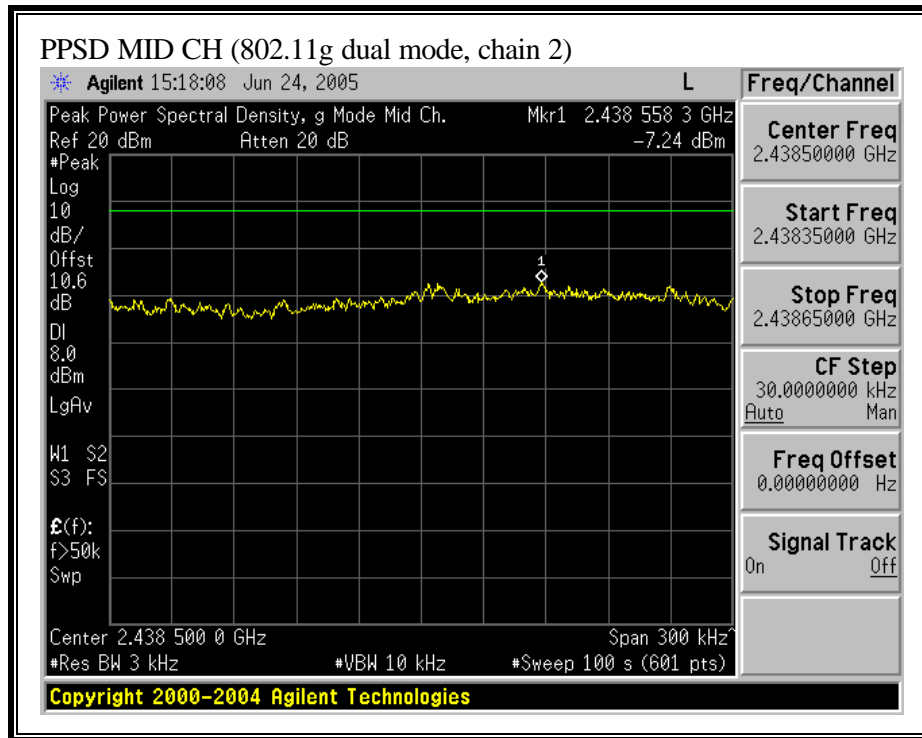 PPSD MID CH (802.11g dual mode, chain 2)
Agilent 15:18:08 Jun 24, 2005 L
Freq/Channel
Peak Power Spectral Density, g Mode Mid Ch. Mkr1 2.438 558 3 GHz
Ref 20 dBm Atten 20 dB -7.24 dBm
#Peak
Log
10
dB/
Offst
10.6
dB
DI
8.0
dBm
LgAv
W1 S2
S3 FS
£(f):
f>50k
Swp
1
Center 2.438 500 0 GHz Span 300 kHz^
#Res BW 3 kHz #VBW 10 kHz #Sweep 100 s (601 pts)
Center Freq
2.43850000 GHz
Start Freq
2.43835000 GHz
Stop Freq
2.43865000 GHz
CF Step
30.0000000 kHz
Auto Man
Freq Offset
0.00000000 Hz
Signal Track
On Off
Copyright 2000-2004 Agilent Technologies